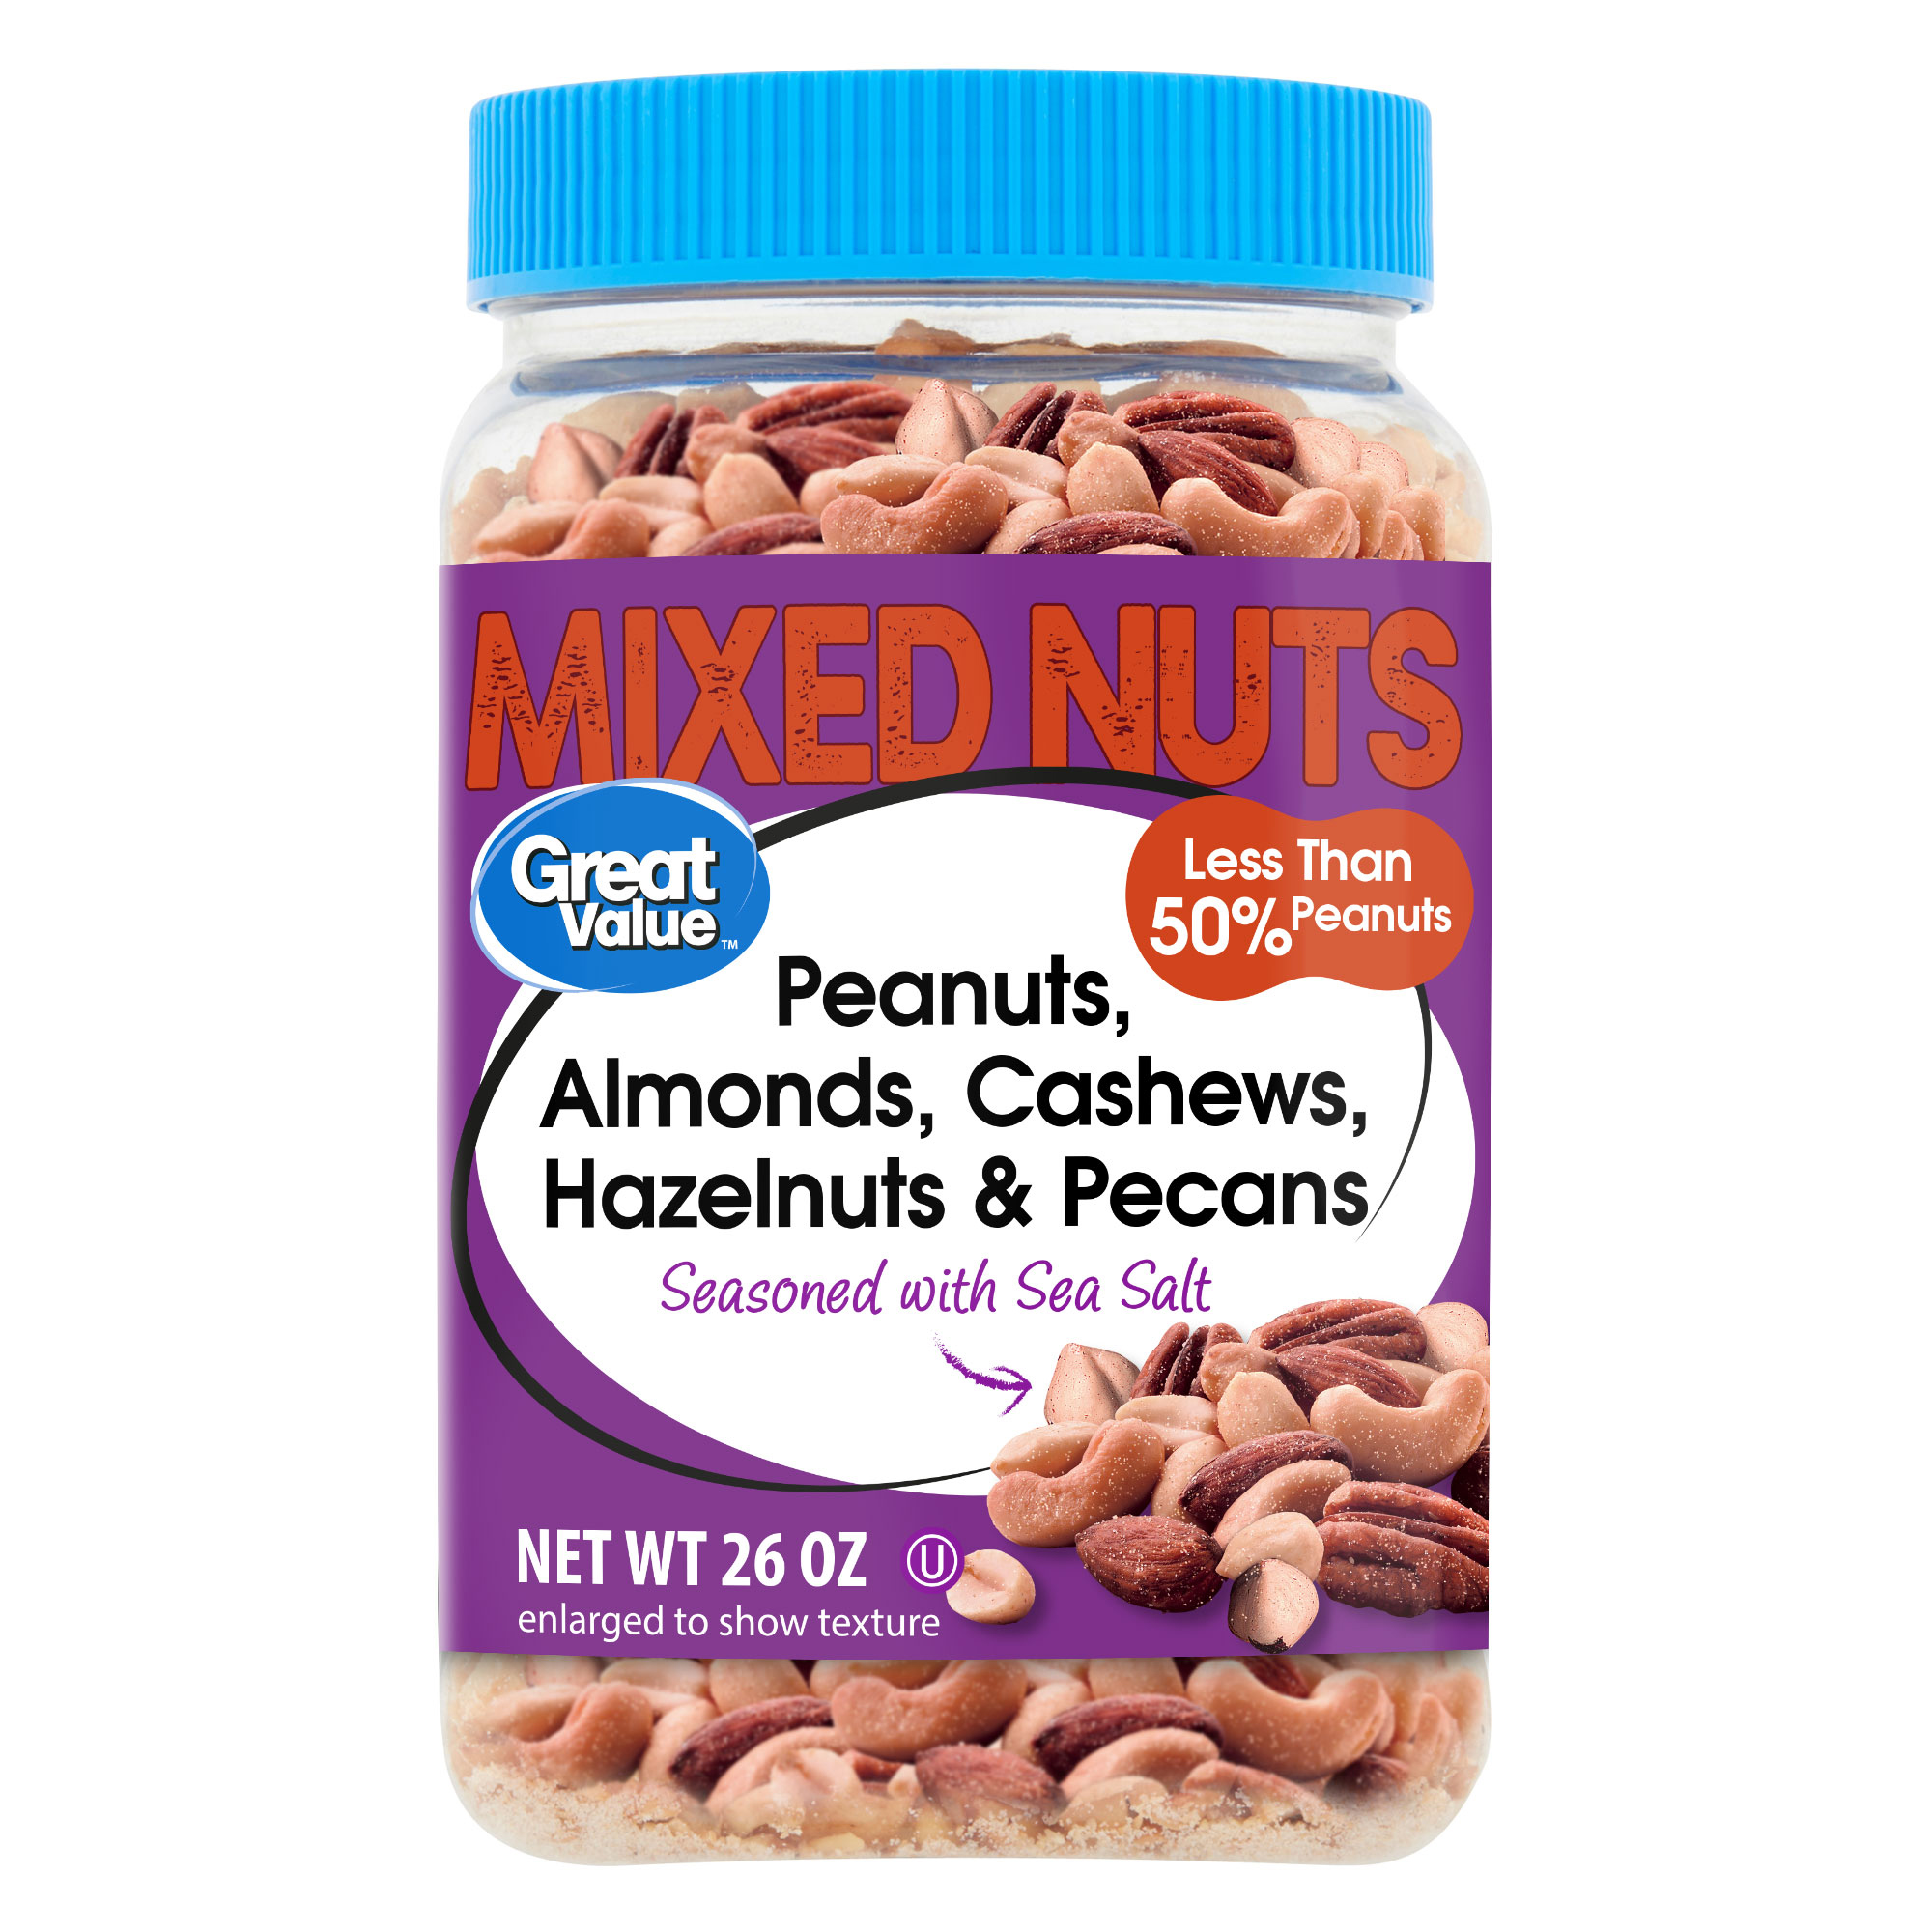 MIXED NUTS
Great
Value™
Less Than
50% Peanuts
Peanuts,
Almonds, Cashews,
Hazelnuts & Pecans
Seasoned with Sea Salt
NET WT 26 OZ
U
enlarged to show texture